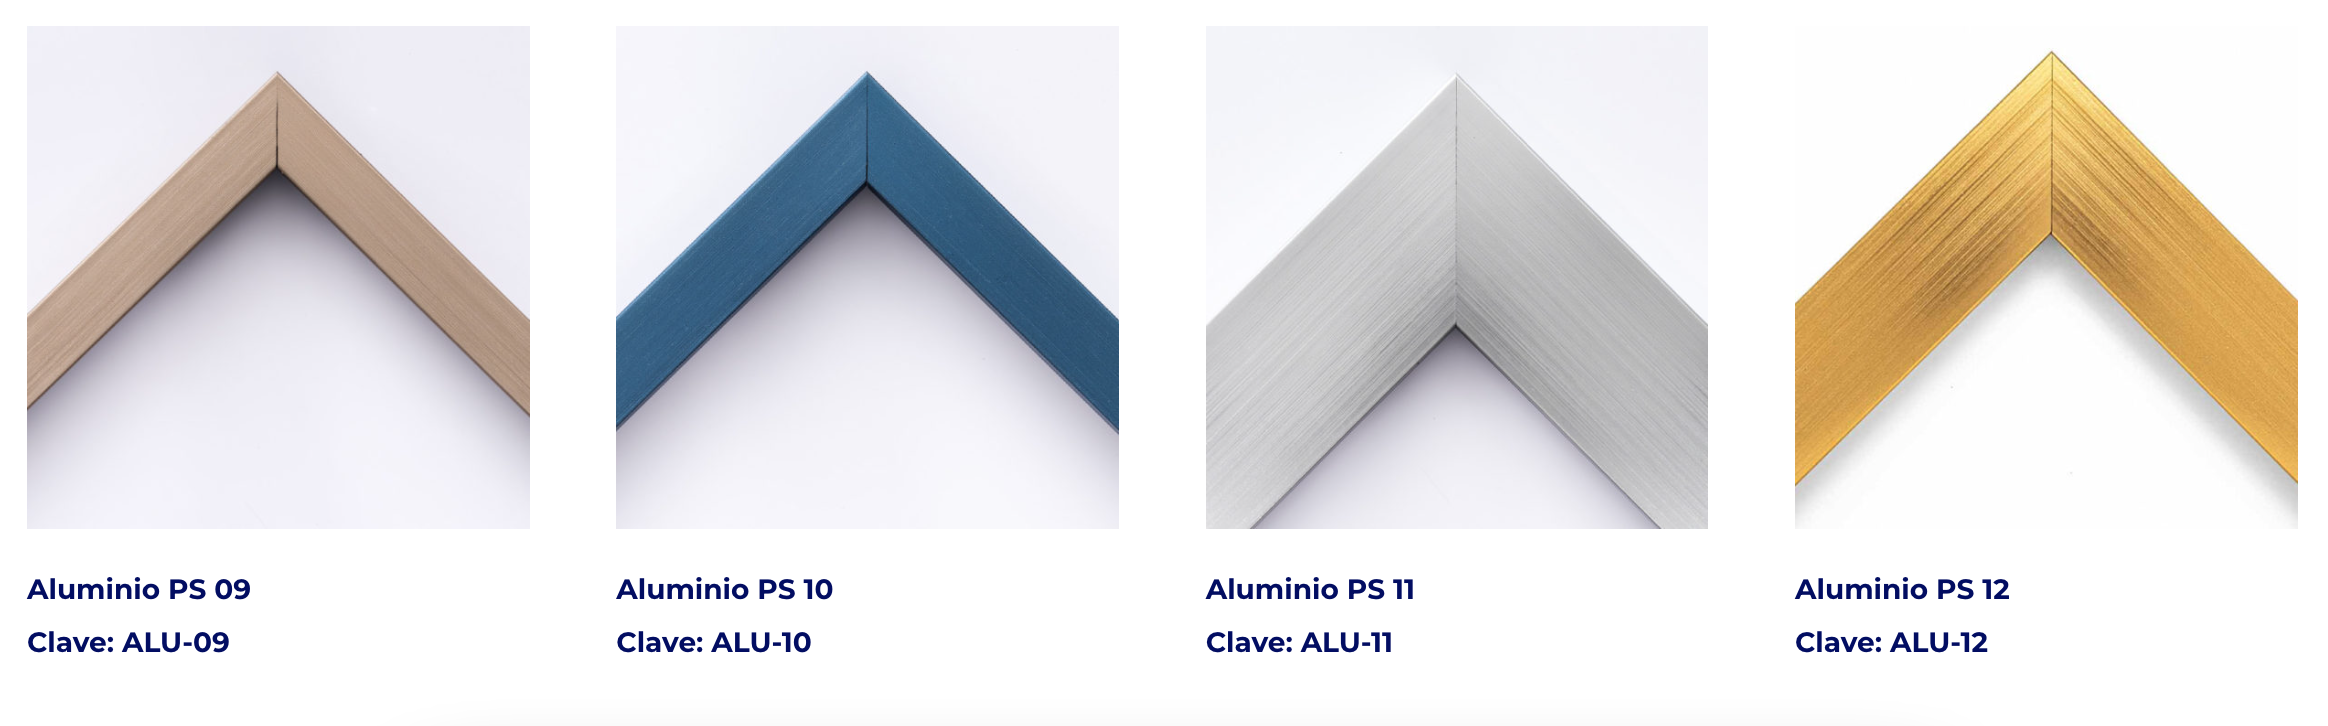 Aluminio PS 09
Clave: ALU-09
Aluminio PS 10
Clave: ALU-10
Aluminio PS 11
Clave: ALU-11
Aluminio PS 12
Clave: ALU-12